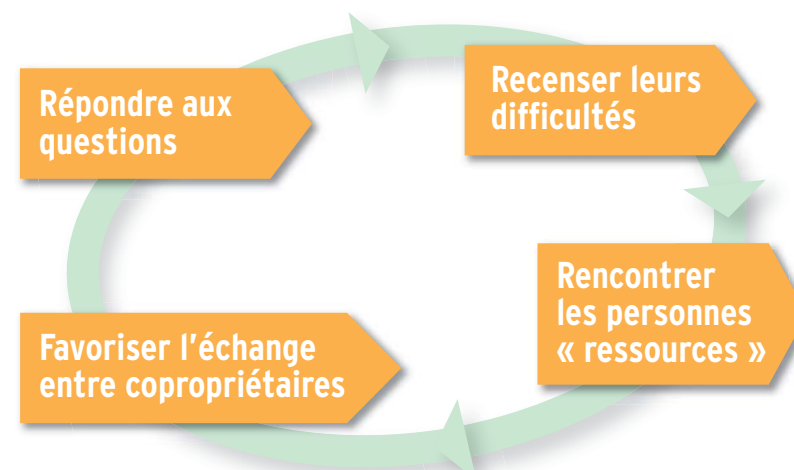 Répondre aux
questions
Recenser leurs
difficultés
Rencontrer
les personnes
« ressources »
Favoriser l'échange
entre copropriétaires